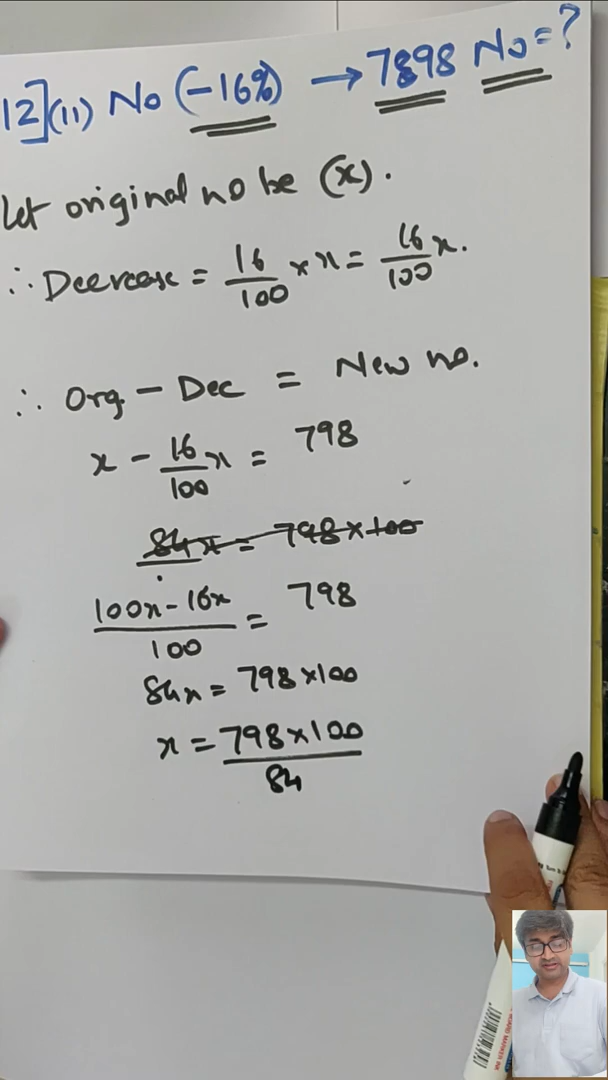 12](11) No (-16%) → 7898 No=?
Let original no be (x).
∴ Decrease = 16/100 × x = 16/100 x.
∴ Org. - Dec = New no.
x - 16/100 x = 798
84x = 798×100
100x - 16x / 100 = 798
84x = 798×100
x = 798×100 / 84